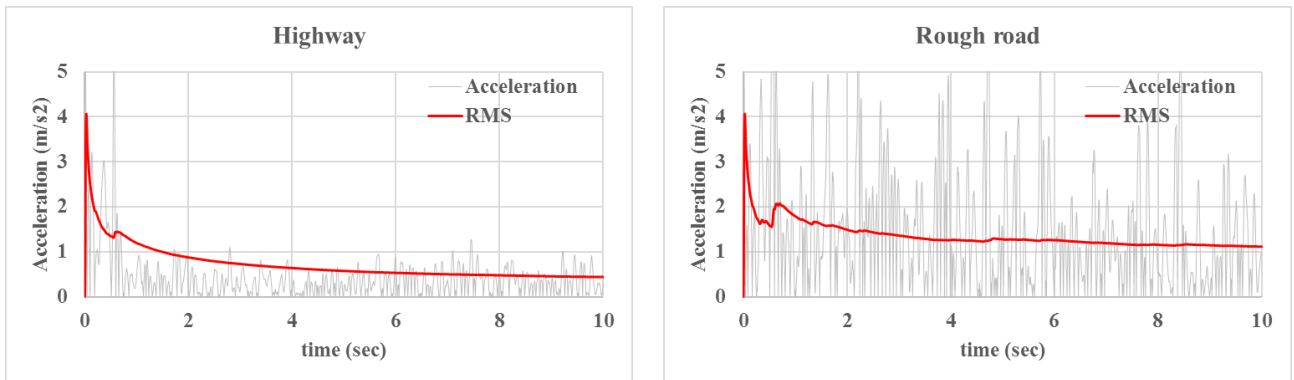 Highway
Acceleration (m/s2)
5
4
3
2
1
0
Acceleration
RMS
0 2 4 6 8 10
time (sec)
Rough road
Acceleration (m/s2)
5
4
3
2
1
0
Acceleration
RMS
0 2 4 6 8 10
time (sec)